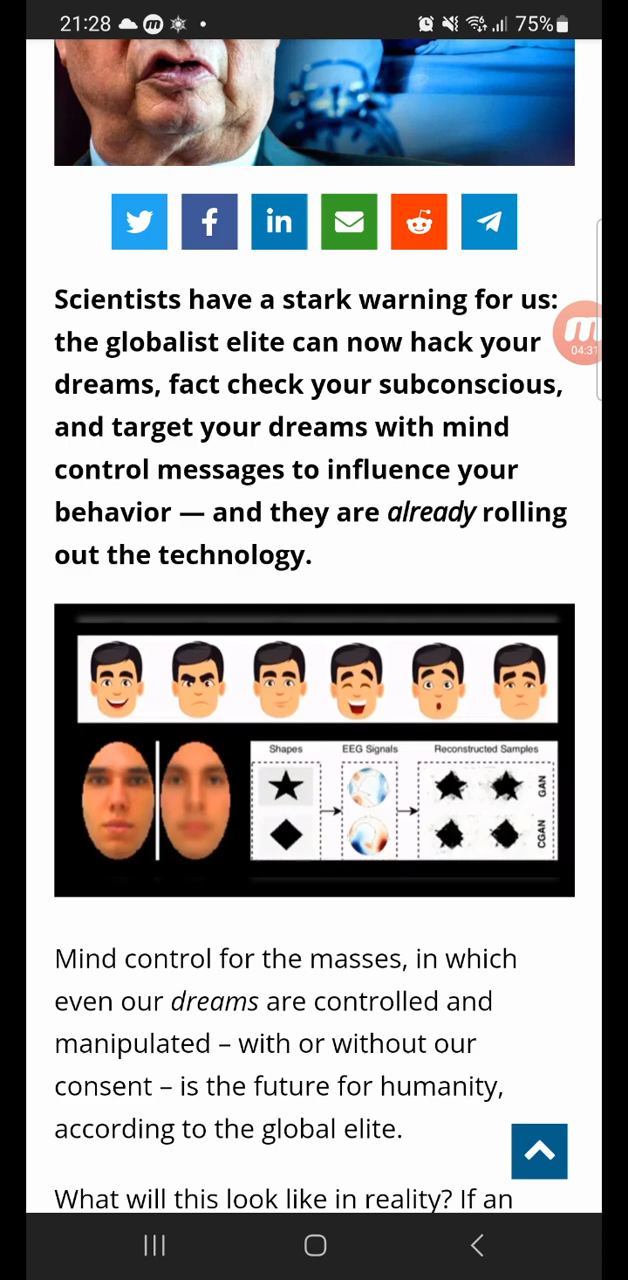 21:28 75%
f in
04:31
Scientists have a stark warning for us:
the globalist elite can now hack your
dreams, fact check your subconscious,
and target your dreams with mind
control messages to influence your
behavior — and they are already rolling
out the technology.
Shapes EEG Signals Reconstructed Samples
GAN
CGAN
Mind control for the masses, in which
even our dreams are controlled and
manipulated – with or without our
consent – is the future for humanity,
according to the global elite.
What will this look like in reality? If an